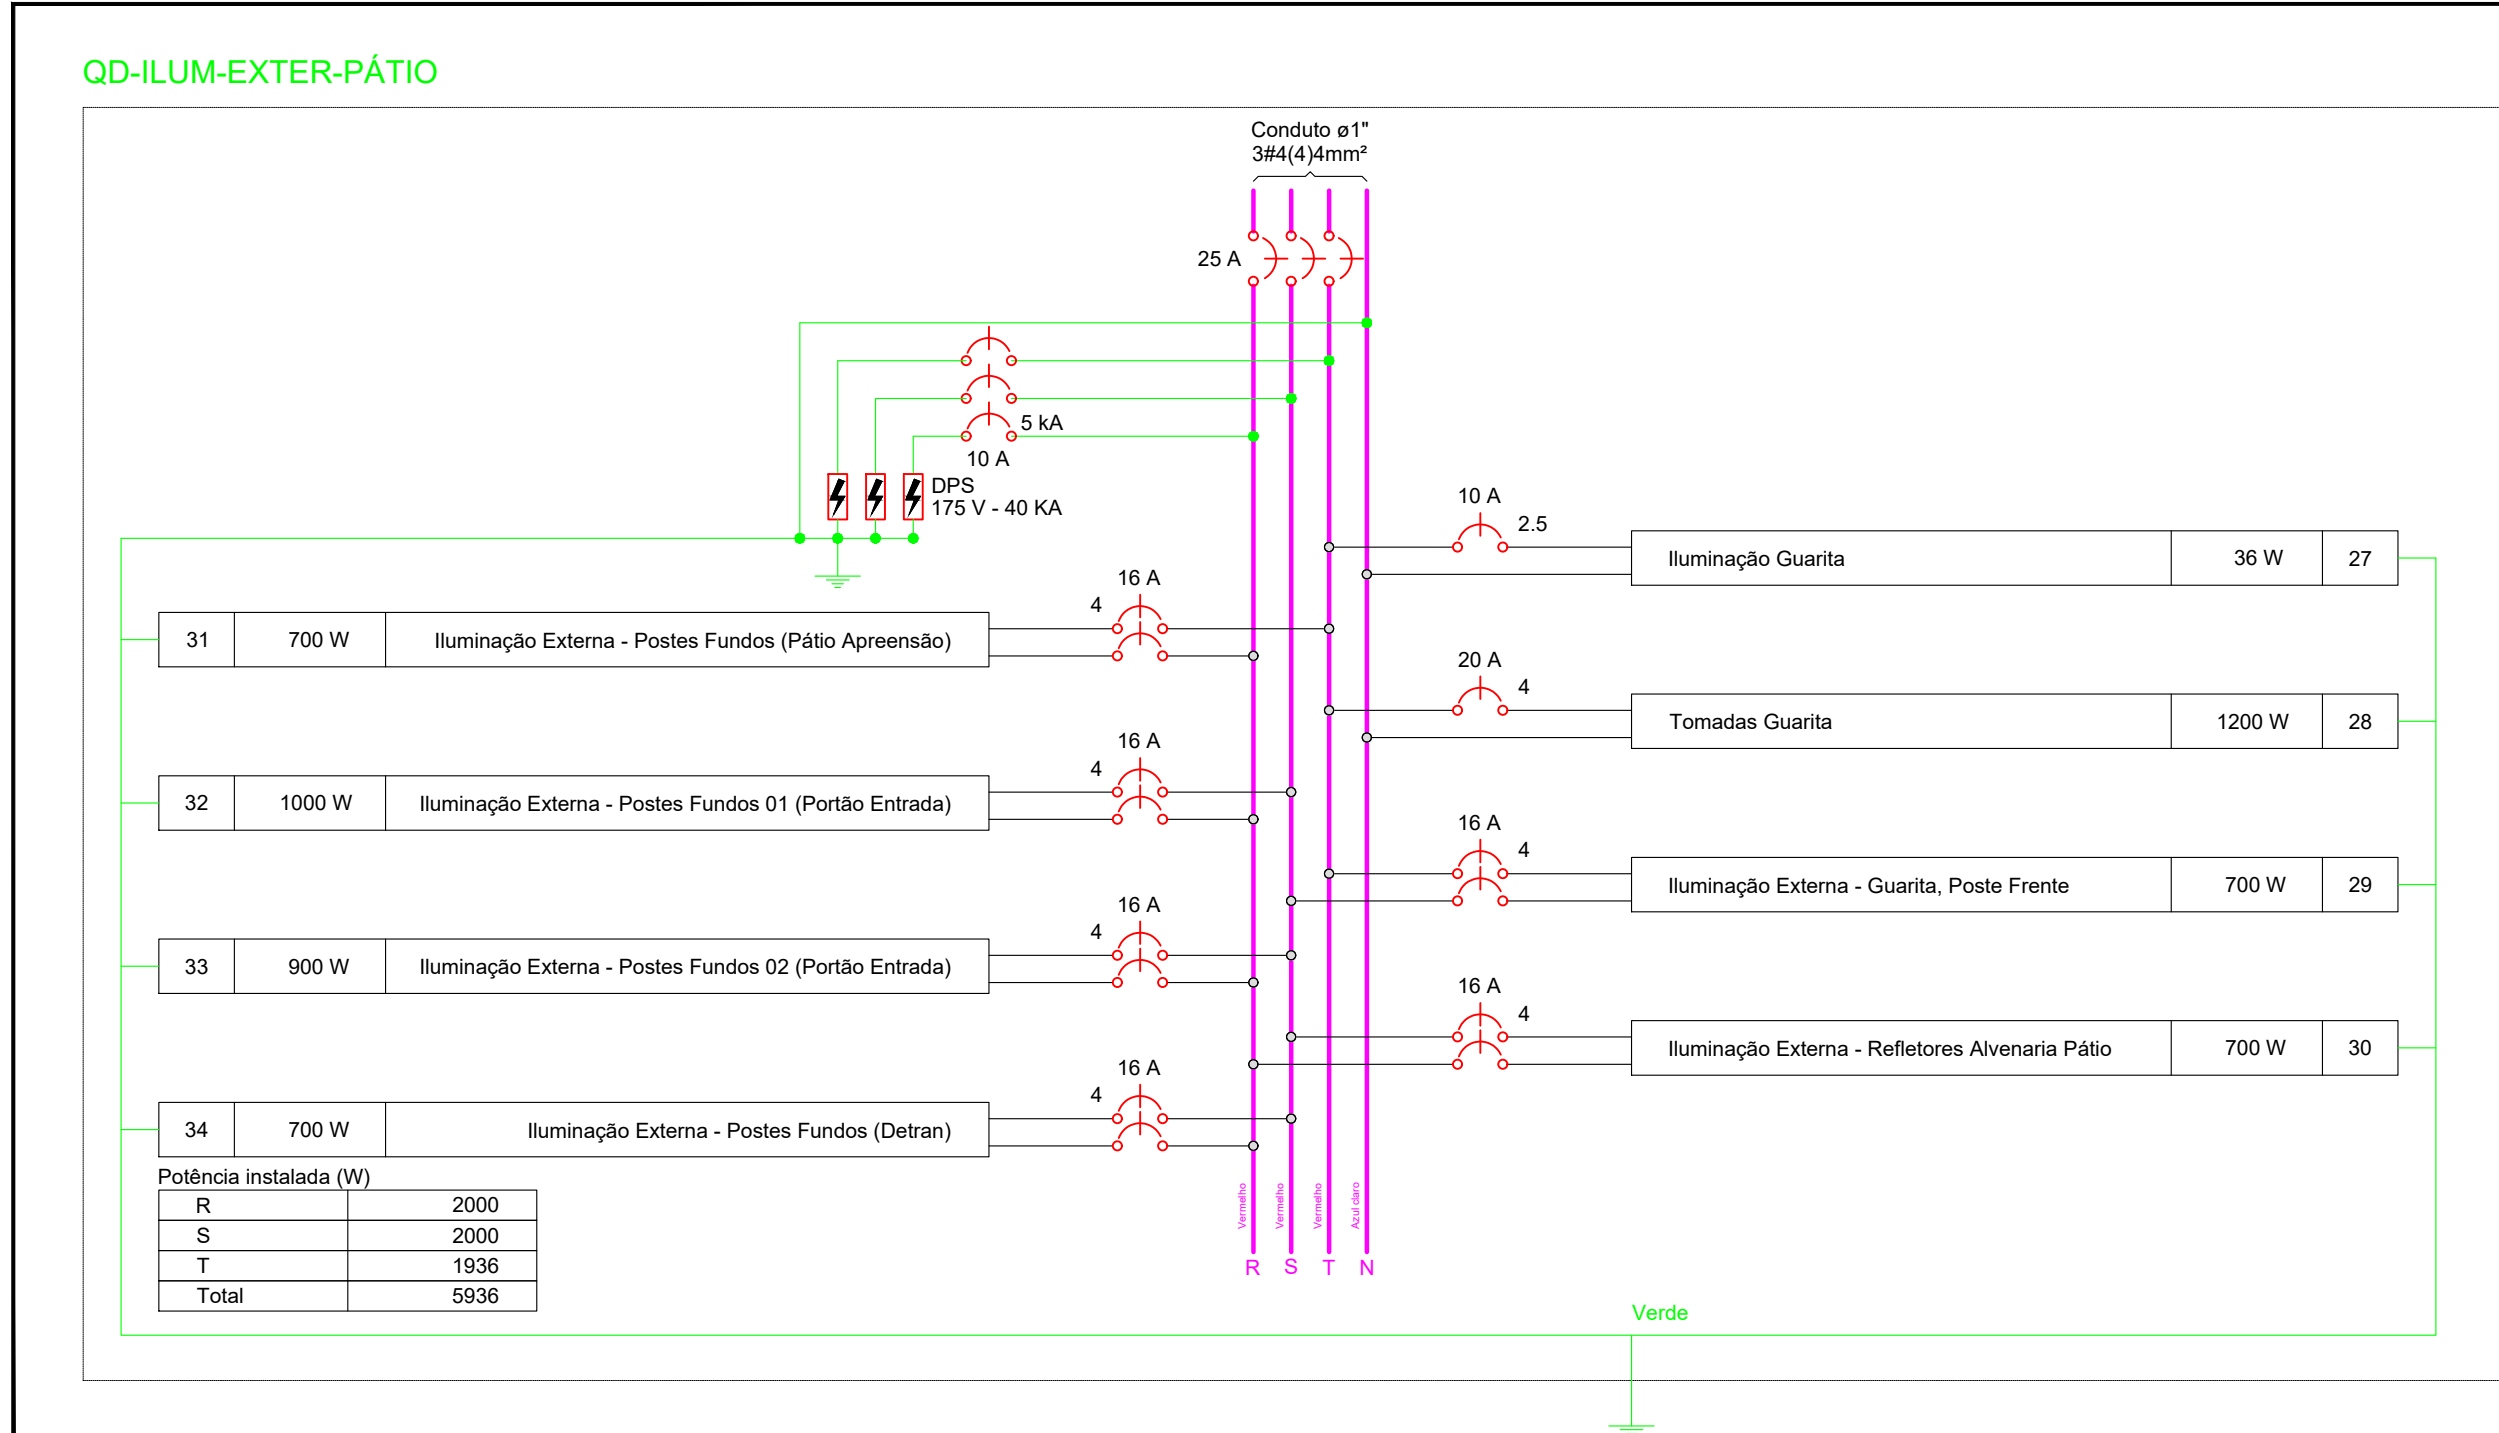 QD-ILUM-EXTER-PÁTIO
Conduto ø1"
3#4(4)4mm²
25 A
5 kA
10 A
DPS
175 V - 40 KA
10 A
2.5
Iluminação Guarita
36 W
27
16 A
4
31
700 W
Iluminação Externa - Postes Fundos (Pátio Apreensão)
20 A
4
Tomadas Guarita
1200 W
28
16 A
4
32
1000 W
Iluminação Externa - Postes Fundos 01 (Portão Entrada)
16 A
4
Iluminação Externa - Guarita, Poste Frente
700 W
29
16 A
4
33
900 W
Iluminação Externa - Postes Fundos 02 (Portão Entrada)
16 A
4
Iluminação Externa - Refletores Alvenaria Pátio
700 W
30
16 A
4
34
700 W
Iluminação Externa - Postes Fundos (Detran)
Potência instalada (W)
R 2000
S 2000
T 1936
Total 5936
Vermelho
Vermelho
Vermelho
Azul claro
R S T N
Verde